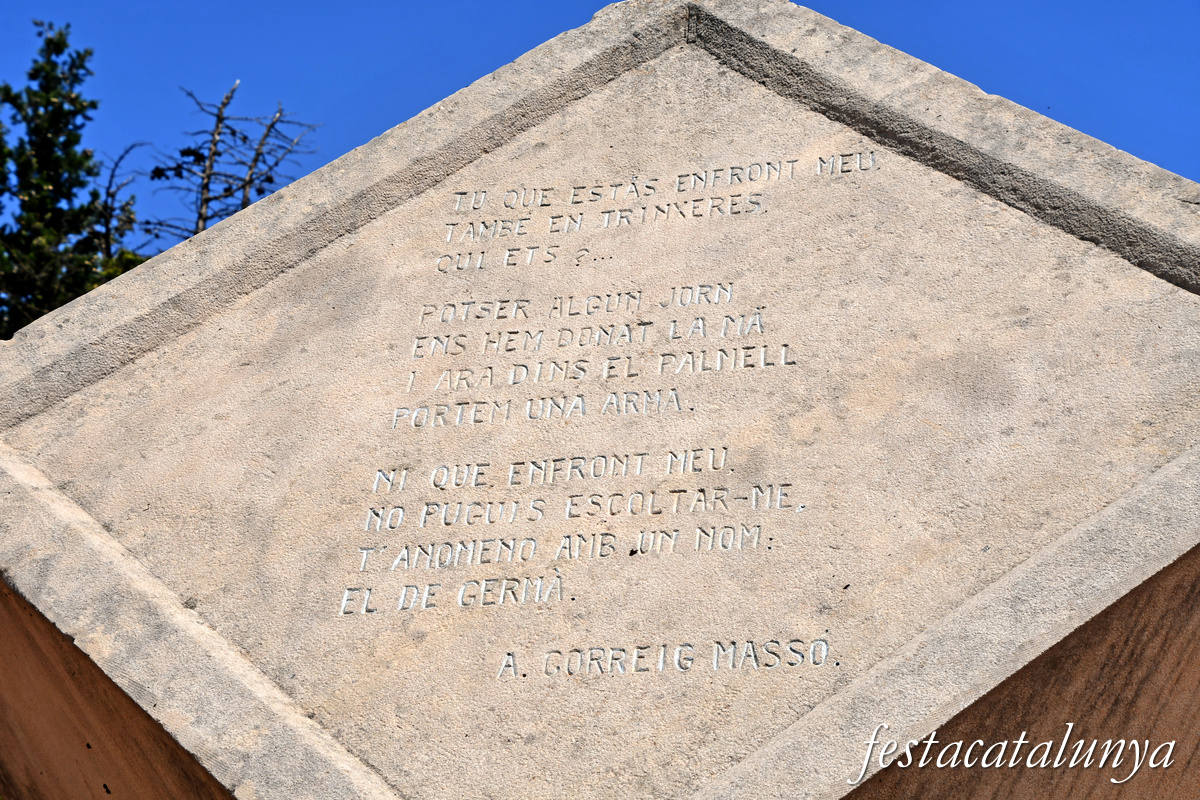 TU QUE ESTÀS ENFRONT MEU,
TAMBÉ EN TRINXERES,
QUI ETS ?...
POTSER ALGUN JORN
ENS HEM DONAT LA MÀ
I ARA DINS EL PALNELL
PORTEM UNA ARMA.
NI QUE ENFRONT MEU,
NO PUGUIS ESCOLTAR-ME,
T'ANOMENO AMB UN NOM:
EL DE GERMÀ.
A. CORREIG MASSÓ.
festacatalunya